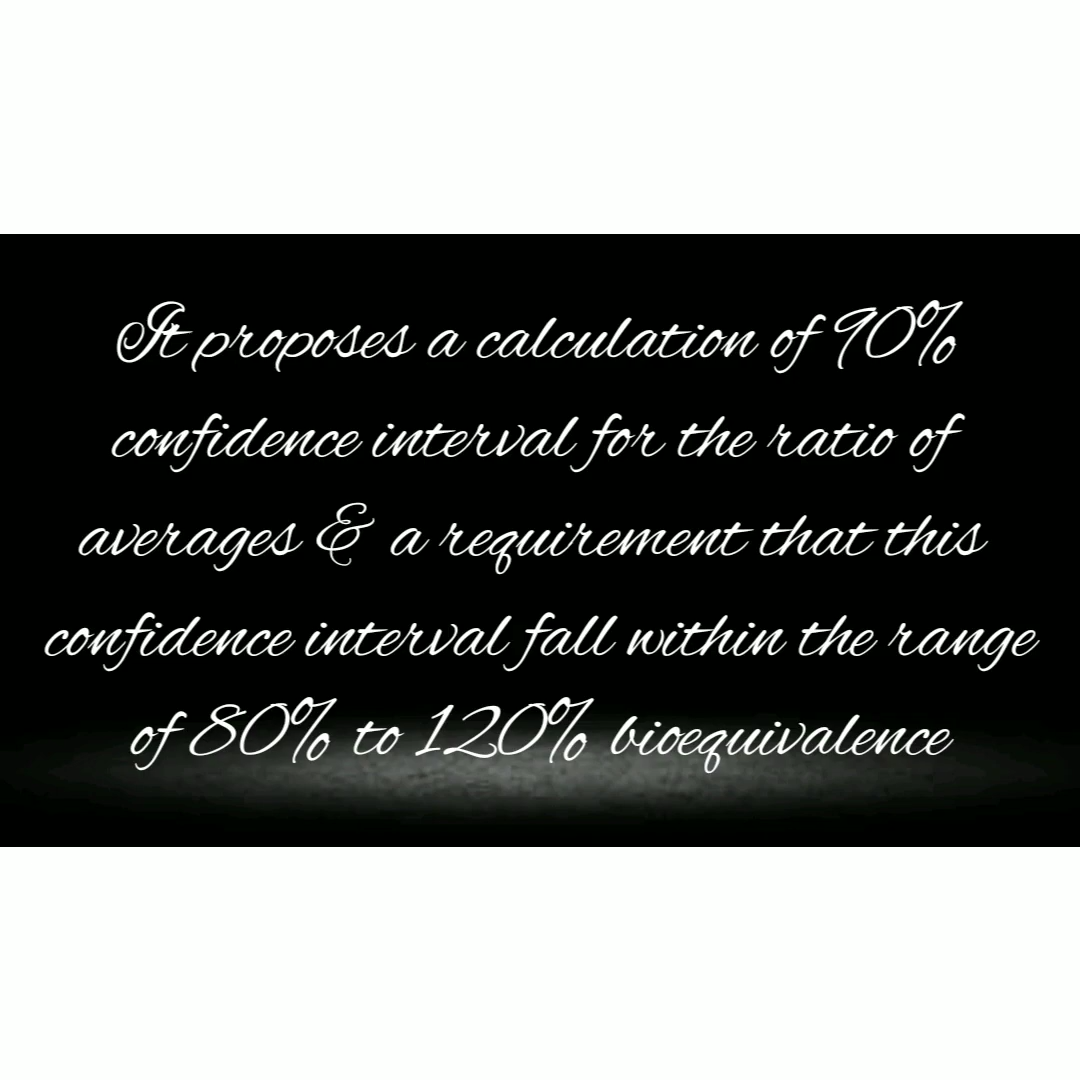 It proposes a calculation of 90%
confidence interval for the ratio of
averages & a requirement that this
confidence interval fall within the range
of 80% to 120% bioequivalence